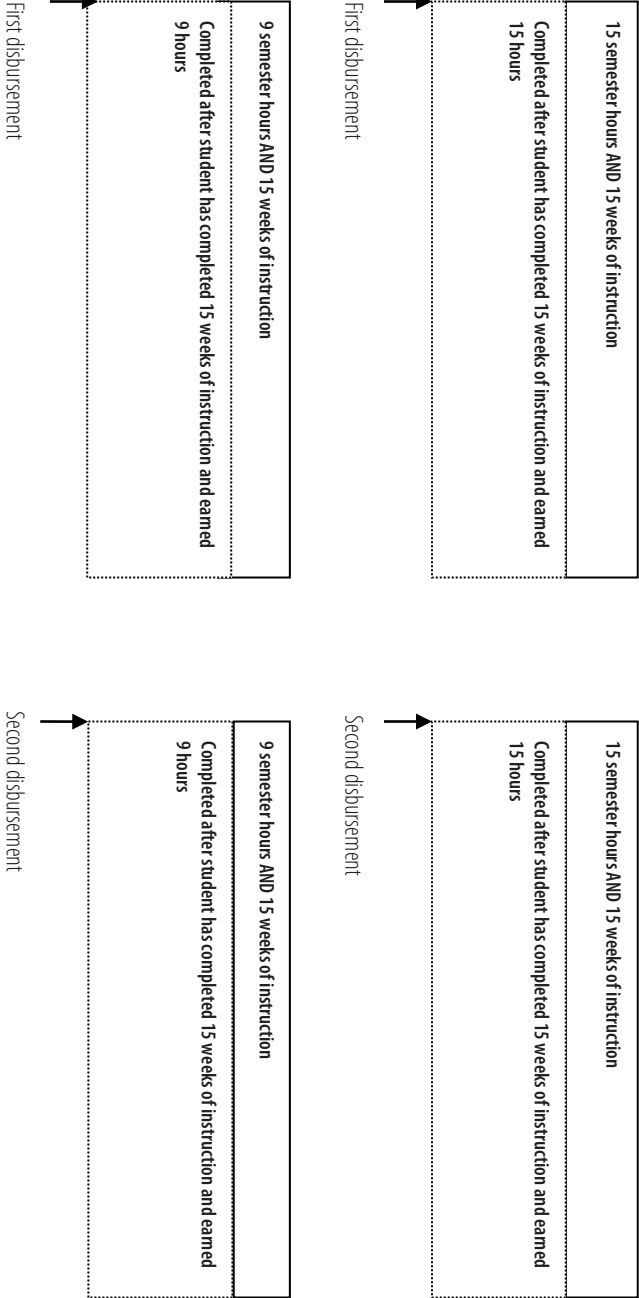 15 semester hours AND 15 weeks of instruction
Completed after student has completed 15 weeks of instruction and earned
15 hours
First disbursement
15 semester hours AND 15 weeks of instruction
Completed after student has completed 15 weeks of instruction and earned
15 hours
Second disbursement
9 semester hours AND 15 weeks of instruction
Completed after student has completed 15 weeks of instruction and earned
9 hours
First disbursement
9 semester hours AND 15 weeks of instruction
Completed after student has completed 15 weeks of instruction and earned
9 hours
Second disbursement